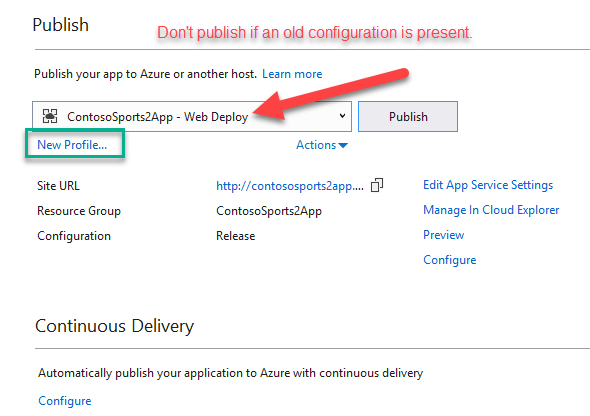 Publish
Don't publish if an old configuration is present.
Publish your app to Azure or another host. Learn more
ContosoSports2App - Web Deploy Publish
New Profile... Actions
Site URL http://contososports2app.... Edit App Service Settings
Resource Group ContosoSports2App Manage In Cloud Explorer
Configuration Release Preview
Configure
Continuous Delivery
Automatically publish your application to Azure with continuous delivery
Configure